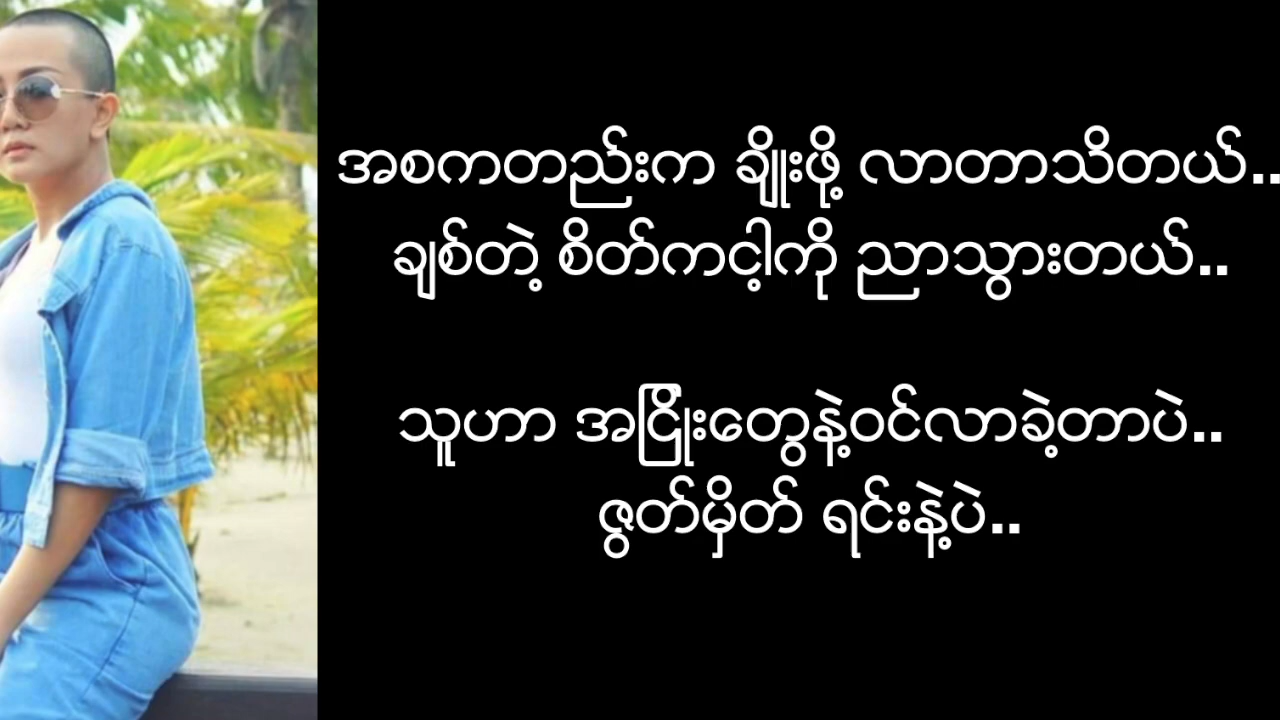 အစကတည်းက ချိုးဖို့ လာတာသိတယ်..
ချစ်တဲ့ စိတ်ကင့်ါကို ညာသွားတယ်..
သူဟာ အငြိုးတွေနဲ့ဝင်လာခဲ့တာပဲ..
ဇွတ်မှိတ် ရင်းနဲ့ပဲ..